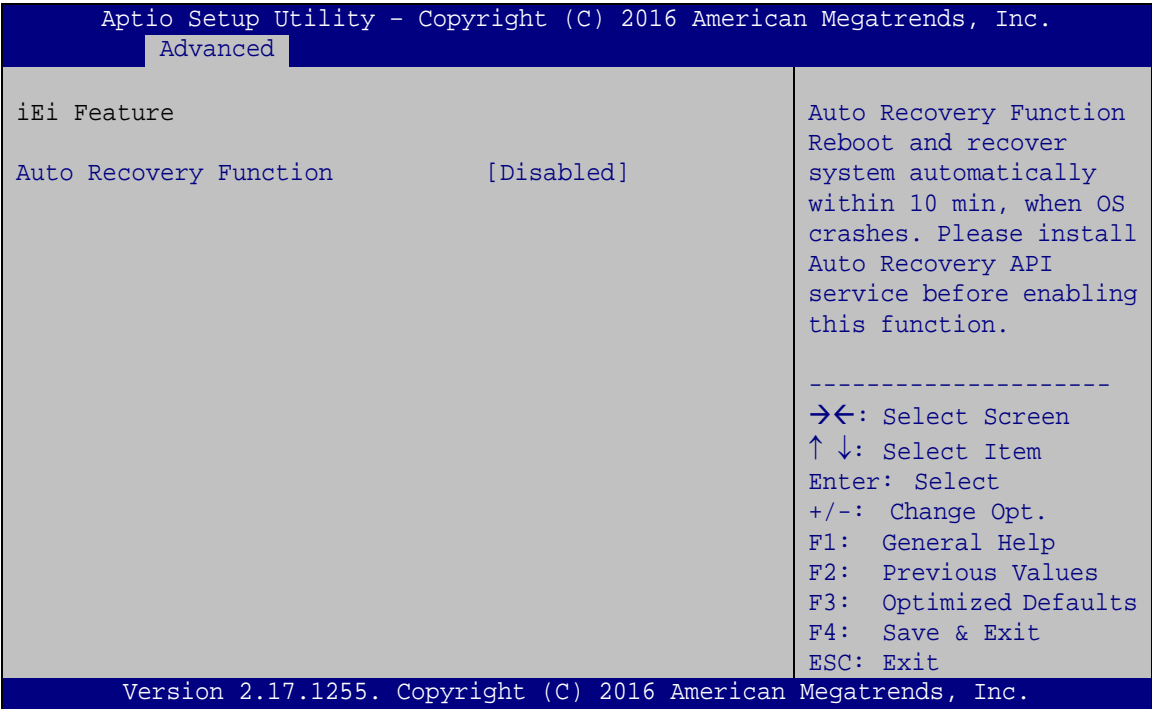 Aptio Setup Utility – Copyright (C) 2016 American Megatrends, Inc.
Advanced
iEi Feature
Auto Recovery Function [Disabled]
Auto Recovery Function
Reboot and recover
system automatically
within 10 min, when OS
crashes. Please install
Auto Recovery API
service before enabling
this function.
---------------------
→←: Select Screen
↑ ↓: Select Item
Enter: Select
+/-: Change Opt.
F1: General Help
F2: Previous Values
F3: Optimized Defaults
F4: Save & Exit
ESC: Exit
Version 2.17.1255. Copyright (C) 2016 American Megatrends, Inc.